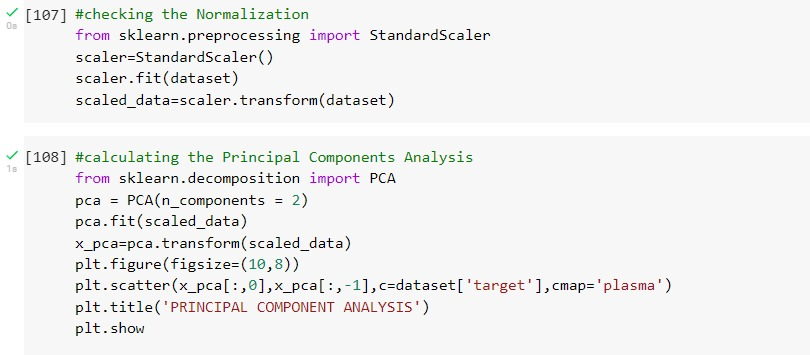 [107] #checking the Normalization
0s
from sklearn.preprocessing import StandardScaler
scaler=StandardScaler()
scaler.fit(dataset)
scaled_data=scaler.transform(dataset)
[108] #calculating the Principal Components Analysis
1s
from sklearn.decomposition import PCA
pca = PCA(n_components = 2)
pca.fit(scaled_data)
x_pca=pca.transform(scaled_data)
plt.figure(figsize=(10,8))
plt.scatter(x_pca[:,0],x_pca[:,-1],c=dataset['target'],cmap='plasma')
plt.title('PRINCIPAL COMPONENT ANALYSIS')
plt.show